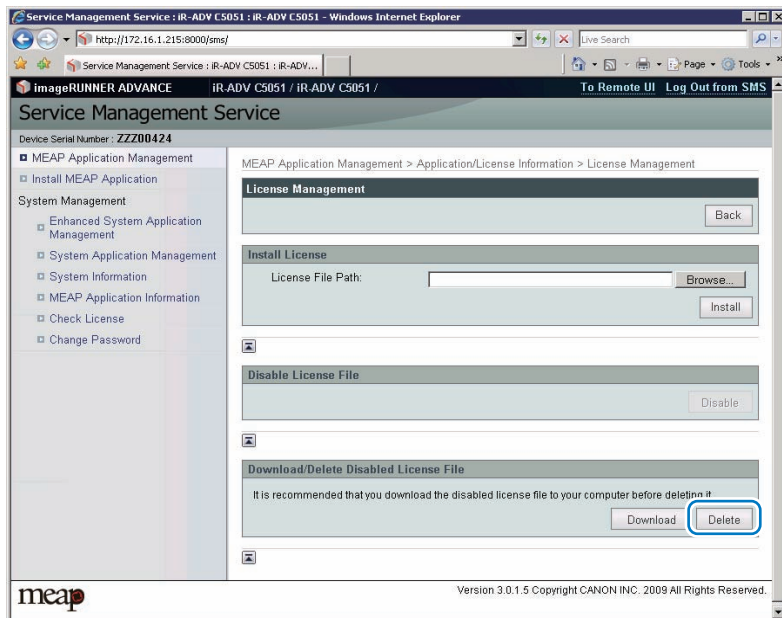 Service Management Service : iR-ADV C5051 : iR-ADV C5051 - Windows Internet Explorer
http://172.16.1.215:8000/sms/
Live Search
Service Management Service : iR-ADV C5051 : iR-ADV...
Page
Tools
imageRUNNER ADVANCE
iR-ADV C5051 / iR-ADV C5051 /
To Remote UI
Log Out from SMS
Service Management Service
Device Serial Number : ZZZ00424
MEAP Application Management
Install MEAP Application
System Management
Enhanced System Application
Management
System Application Management
System Information
MEAP Application Information
Check License
Change Password
MEAP Application Management > Application/License Information > License Management
License Management
Back
Install License
License File Path:
Browse...
Install
Disable License File
Disable
Download/Delete Disabled License File
It is recommended that you download the disabled license file to your computer before deleting it.
Download
Delete
meap
Version 3.0.1.5 Copyright CANON INC. 2009 All Rights Reserved.